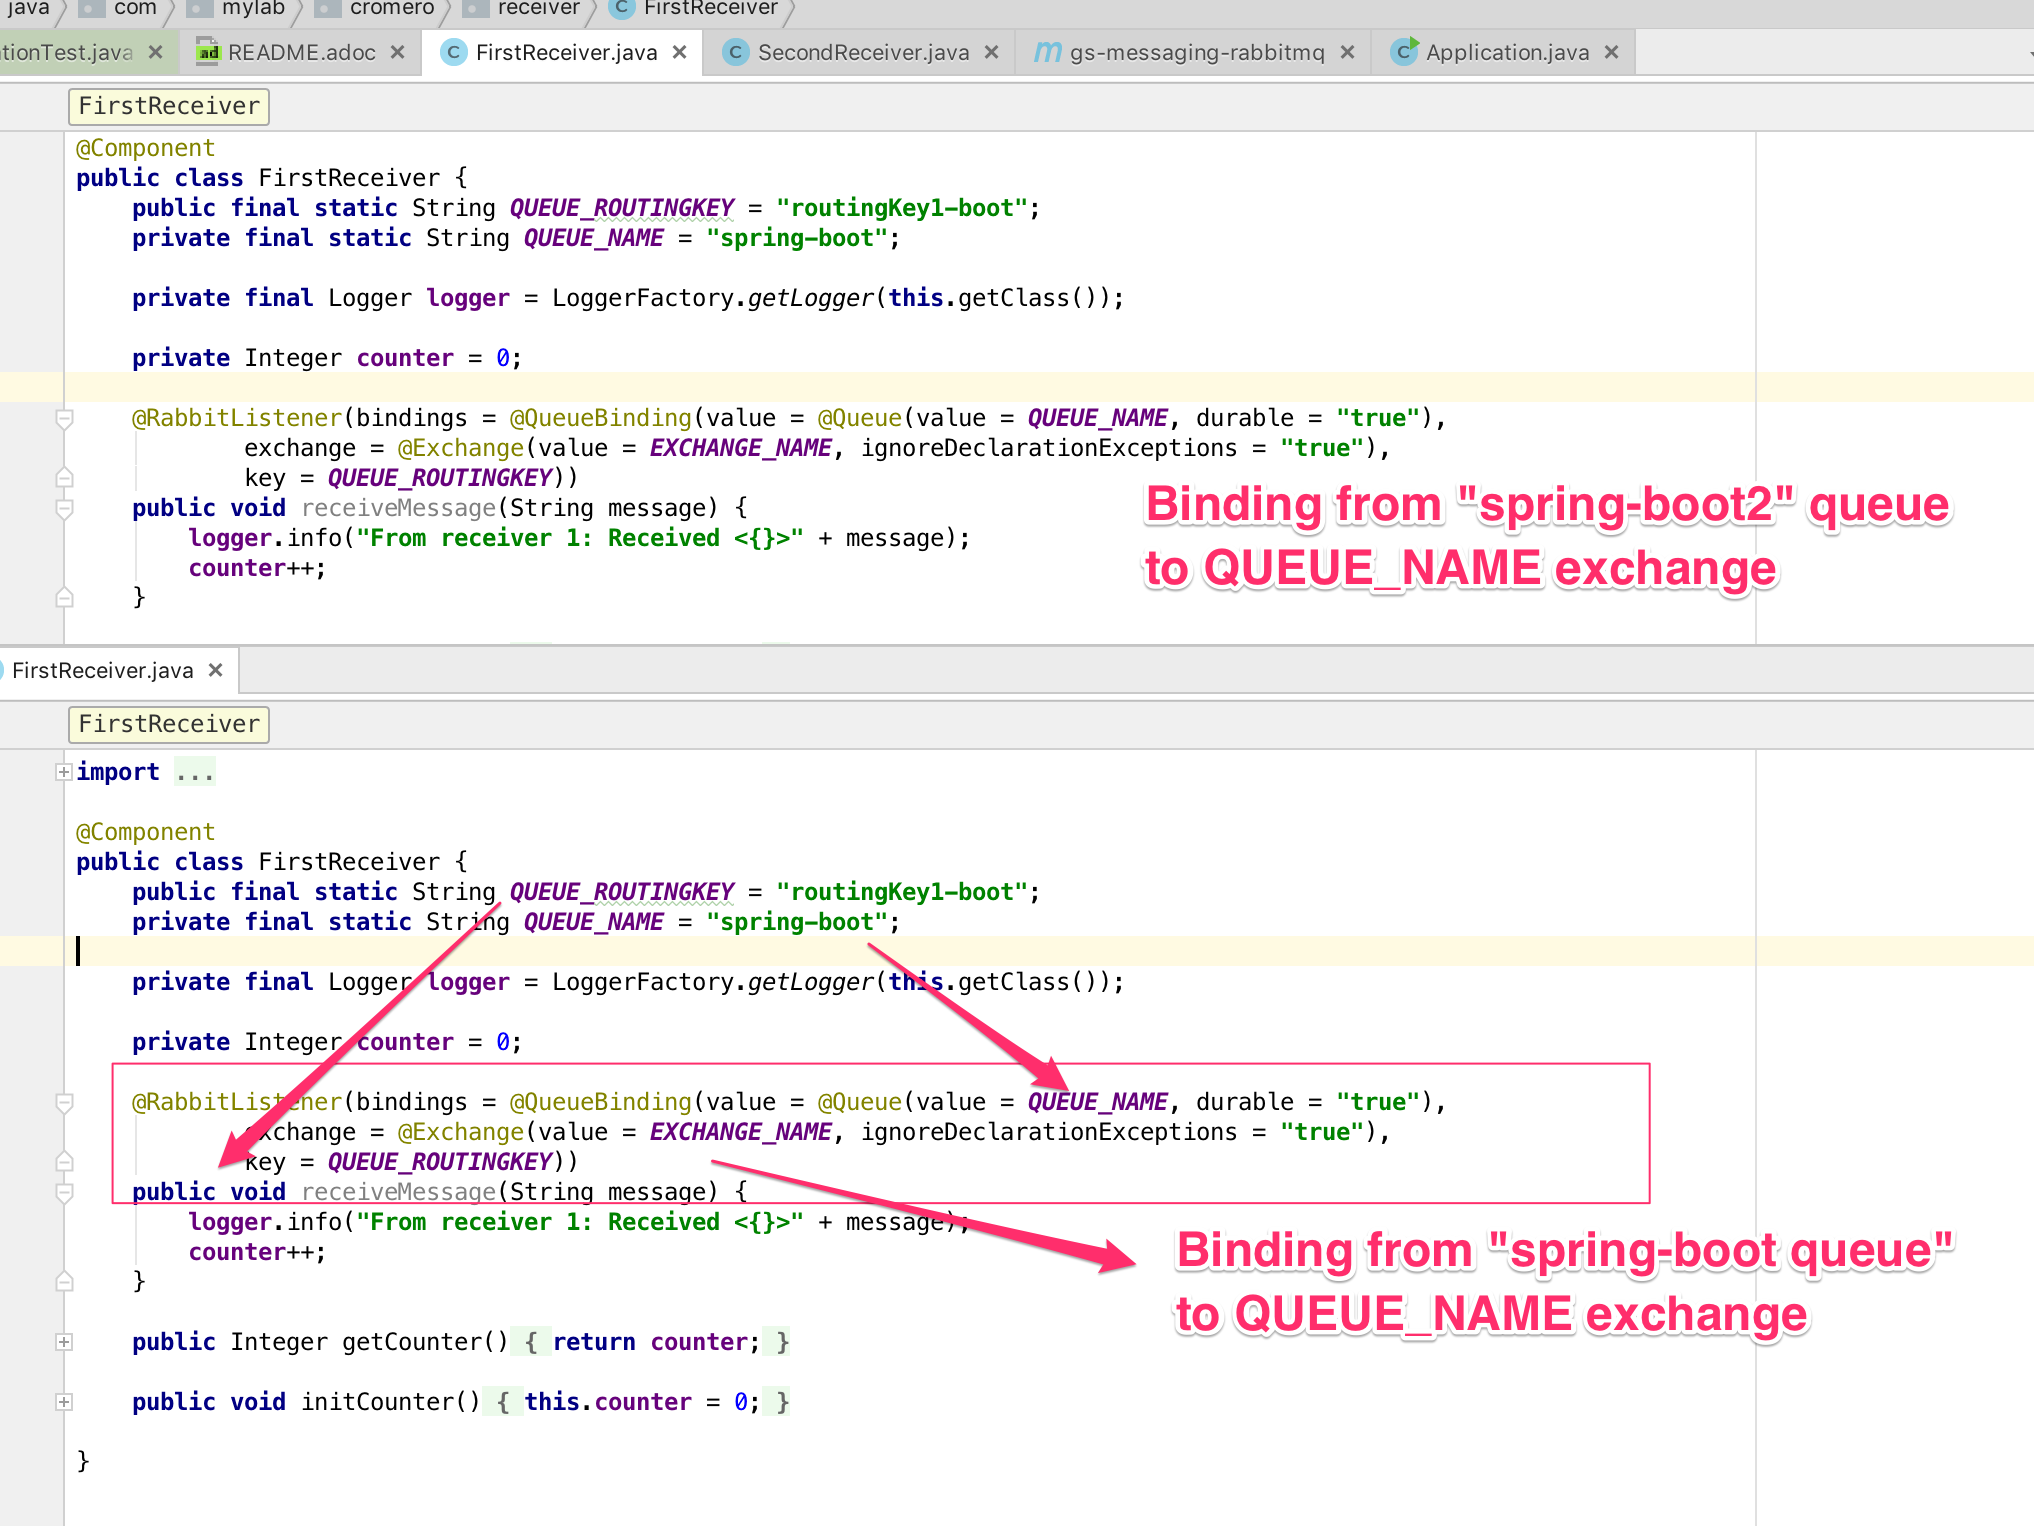 java com mylab cromero receiver FirstReceiver
tionTest.java README.adoc FirstReceiver.java SecondReceiver.java gs-messaging-rabbitmq Application.java
FirstReceiver
@Component
public class FirstReceiver {
public final static String QUEUE_ROUTINGKEY = "routingKey1-boot";
private final static String QUEUE_NAME = "spring-boot";
private final Logger logger = LoggerFactory.getLogger(this.getClass());
private Integer counter = 0;
@RabbitListener(bindings = @QueueBinding(value = @Queue(value = QUEUE_NAME, durable = "true"),
exchange = @Exchange(value = EXCHANGE_NAME, ignoreDeclarationExceptions = "true"),
key = QUEUE_ROUTINGKEY))
public void receiveMessage(String message) {
logger.info("From receiver 1: Received <{}>" + message);
counter++;
}
Binding from "spring-boot2" queue
to QUEUE_NAME exchange
FirstReceiver.java
FirstReceiver
import ...
@Component
public class FirstReceiver {
public final static String QUEUE_ROUTINGKEY = "routingKey1-boot";
private final static String QUEUE_NAME = "spring-boot";
private final Logger logger = LoggerFactory.getLogger(this.getClass());
private Integer counter = 0;
@RabbitListener(bindings = @QueueBinding(value = @Queue(value = QUEUE_NAME, durable = "true"),
exchange = @Exchange(value = EXCHANGE_NAME, ignoreDeclarationExceptions = "true"),
key = QUEUE_ROUTINGKEY))
public void receiveMessage(String message) {
logger.info("From receiver 1: Received <{}>" + message);
counter++;
}
Binding from "spring-boot queue"
to QUEUE_NAME exchange
public Integer getCounter() { return counter; }
public void initCounter() { this.counter = 0; }
}